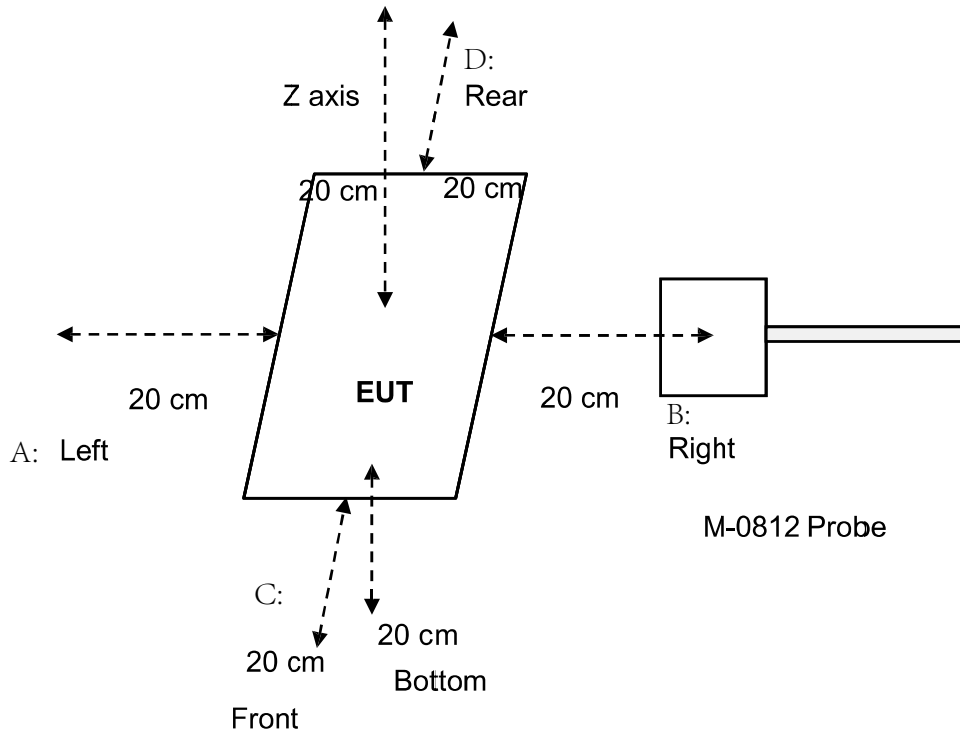 D:
Z axis
Rear
20 cm
20 cm
EUT
20 cm
20 cm
B:
A: Left
Right
M-0812 Probe
C:
20 cm
20 cm
Bottom
Front